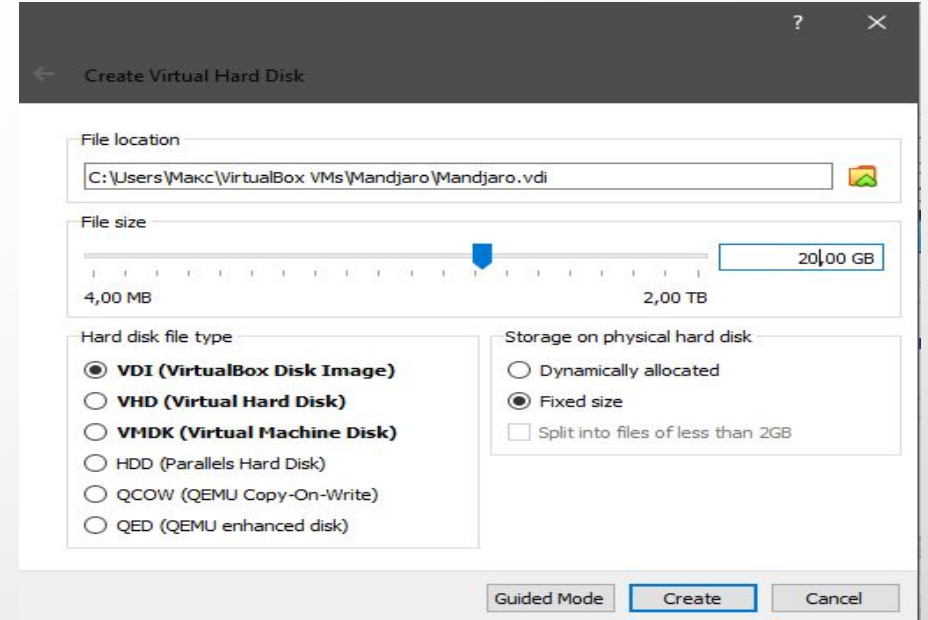 ?
Create Virtual Hard Disk
File location
C:\Users\Макс\VirtualBox VMs\Mandjaro\Mandjaro.vdi
File size
20,00 GB
4,00 MB
2,00 TB
Hard disk file type
VDI (VirtualBox Disk Image)
VHD (Virtual Hard Disk)
VMDK (Virtual Machine Disk)
HDD (Parallels Hard Disk)
QCOW (QEMU Copy-On-Write)
QED (QEMU enhanced disk)
Storage on physical hard disk
Dynamically allocated
Fixed size
Split into files of less than 2GB
Guided Mode
Create
Cancel